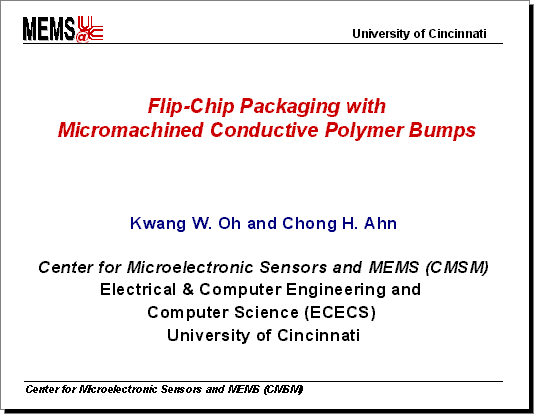 MEMS@UC
University of Cincinnati
Flip-Chip Packaging with
Micromachined Conductive Polymer Bumps
Kwang W. Oh and Chong H. Ahn
Center for Microelectronic Sensors and MEMS (CMSM)
Electrical & Computer Engineering and
Computer Science (ECECS)
University of Cincinnati
Center for Microelectronic Sensors and MEMS (CMSM)